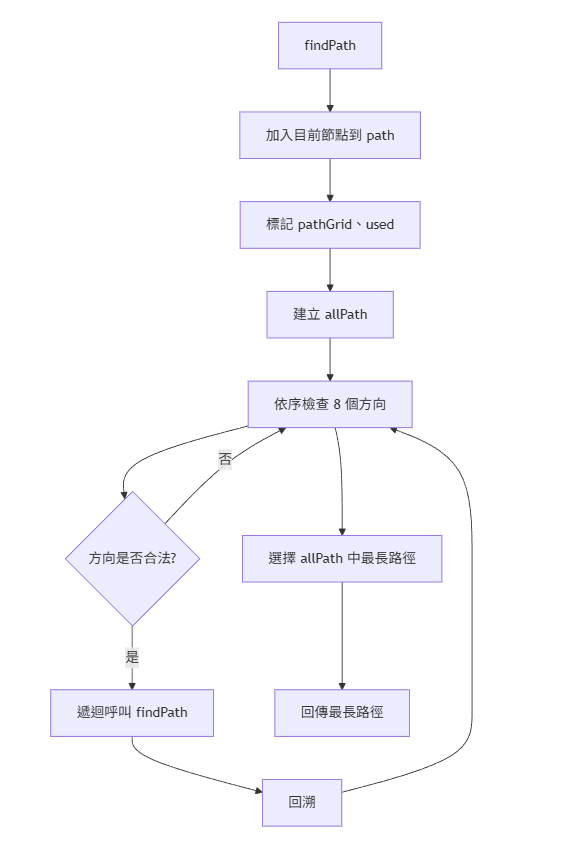 findPath
加入目前節點到 path
標記 pathGrid、used
建立 allPath
依序檢查 8 個方向
否
方向是否合法?
選擇 allPath 中最長路徑
是
遞迴呼叫 findPath
回傳最長路徑
回溯